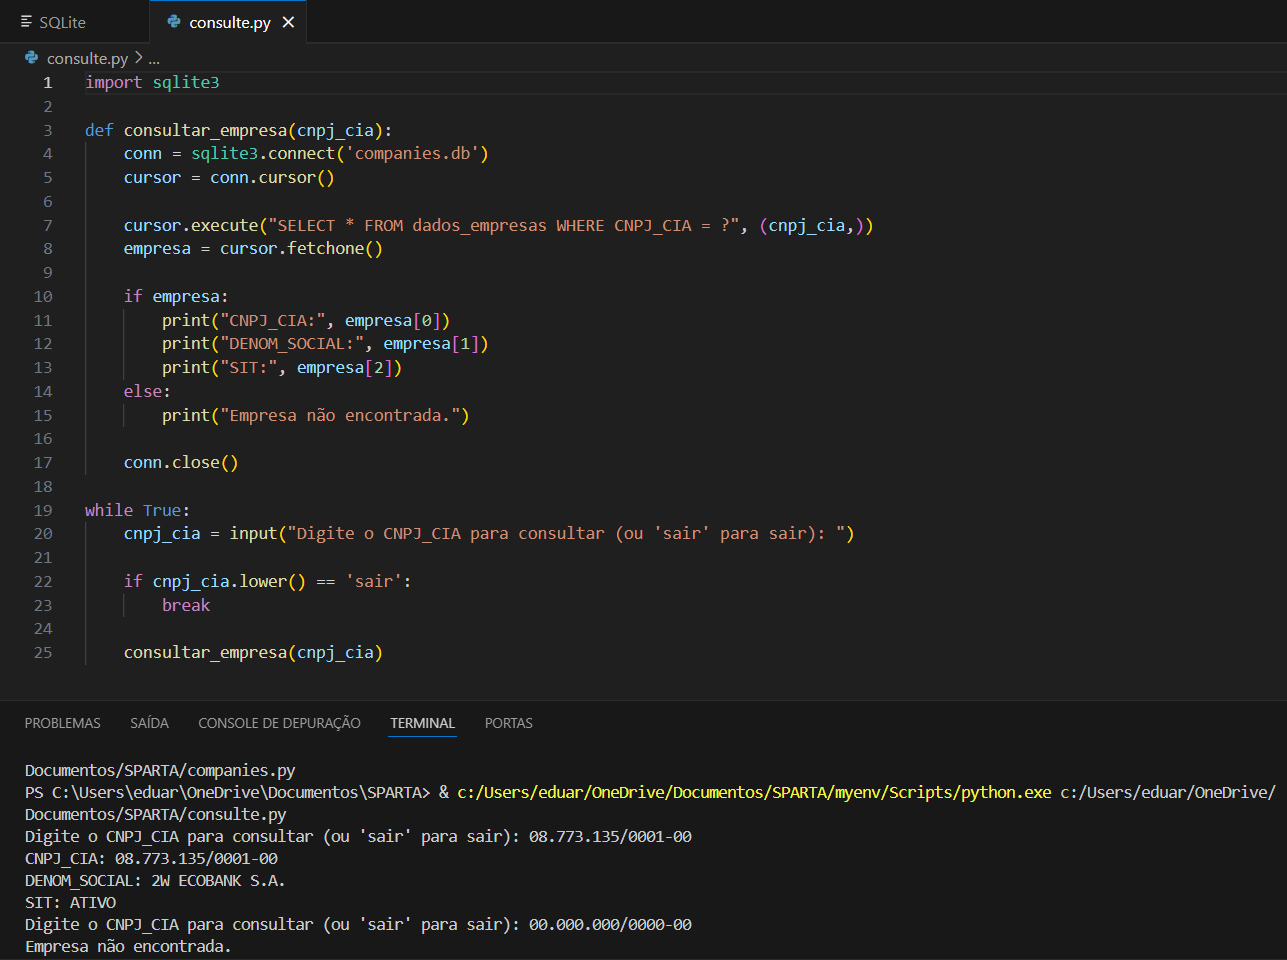 SQLite
consulte.py
consulte.py > ...
1 import sqlite3
2
3 def consultar_empresa(cnpj_cia):
4     conn = sqlite3.connect('companies.db')
5     cursor = conn.cursor()
6
7     cursor.execute("SELECT * FROM dados_empresas WHERE CNPJ_CIA = ?", (cnpj_cia,))
8     empresa = cursor.fetchone()
9
10     if empresa:
11         print("CNPJ_CIA:", empresa[0])
12         print("DENOM_SOCIAL:", empresa[1])
13         print("SIT:", empresa[2])
14     else:
15         print("Empresa não encontrada.")
16
17     conn.close()
18
19 while True:
20     cnpj_cia = input("Digite o CNPJ_CIA para consultar (ou 'sair' para sair): ")
21
22     if cnpj_cia.lower() == 'sair':
23         break
24
25     consultar_empresa(cnpj_cia)
PROBLEMAS SAÍDA CONSOLE DE DEPURAÇÃO TERMINAL PORTAS
Documentos/SPARTA/companies.py
PS C:\Users\eduar\OneDrive\Documentos\SPARTA> & c:/Users/eduar/OneDrive/Documentos/SPARTA/myenv/Scripts/python.exe c:/Users/eduar/OneDrive/
Documentos/SPARTA/consulte.py
Digite o CNPJ_CIA para consultar (ou 'sair' para sair): 08.773.135/0001-00
CNPJ_CIA: 08.773.135/0001-00
DENOM_SOCIAL: 2W ECOBANK S.A.
SIT: ATIVO
Digite o CNPJ_CIA para consultar (ou 'sair' para sair): 00.000.000/0000-00
Empresa não encontrada.